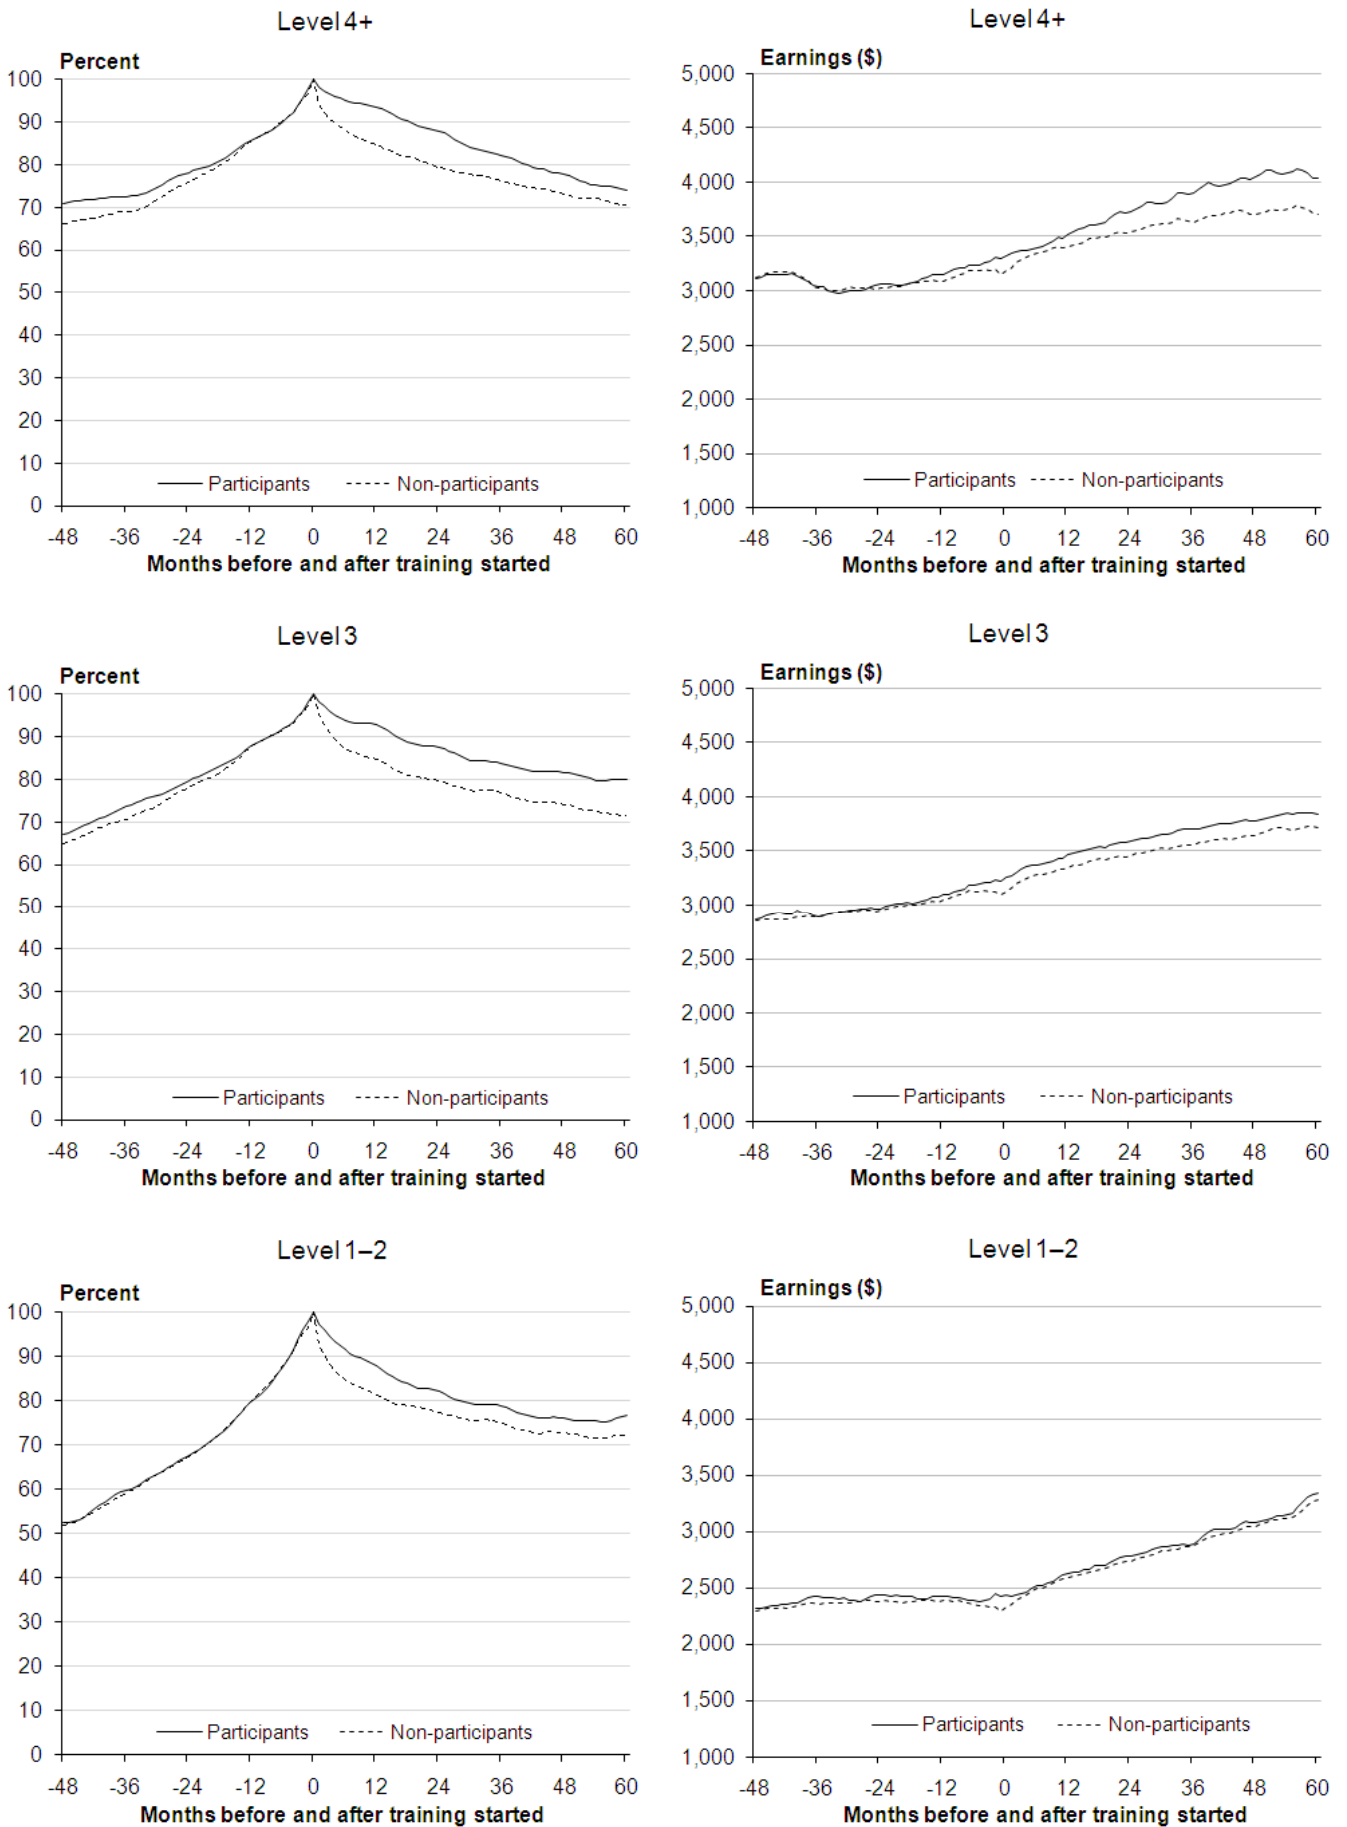 Level 4+
Percent
100
90
80
70
60
50
40
30
20
10
0
Participants Non-participants
-48 -36 -24 -12 0 12 24 36 48 60
Months before and after training started
Level 4+
Earnings ($)
5,000
4,500
4,000
3,500
3,000
2,500
2,000
1,500
1,000
Participants Non-participants
-48 -36 -24 -12 0 12 24 36 48 60
Months before and after training started
Level 3
Percent
100
90
80
70
60
50
40
30
20
10
0
Participants Non-participants
-48 -36 -24 -12 0 12 24 36 48 60
Months before and after training started
Level 3
Earnings ($)
5,000
4,500
4,000
3,500
3,000
2,500
2,000
1,500
1,000
Participants Non-participants
-48 -36 -24 -12 0 12 24 36 48 60
Months before and after training started
Level 1–2
Percent
100
90
80
70
60
50
40
30
20
10
0
Participants Non-participants
-48 -36 -24 -12 0 12 24 36 48 60
Months before and after training started
Level 1–2
Earnings ($)
5,000
4,500
4,000
3,500
3,000
2,500
2,000
1,500
1,000
Participants Non-participants
-48 -36 -24 -12 0 12 24 36 48 60
Months before and after training started